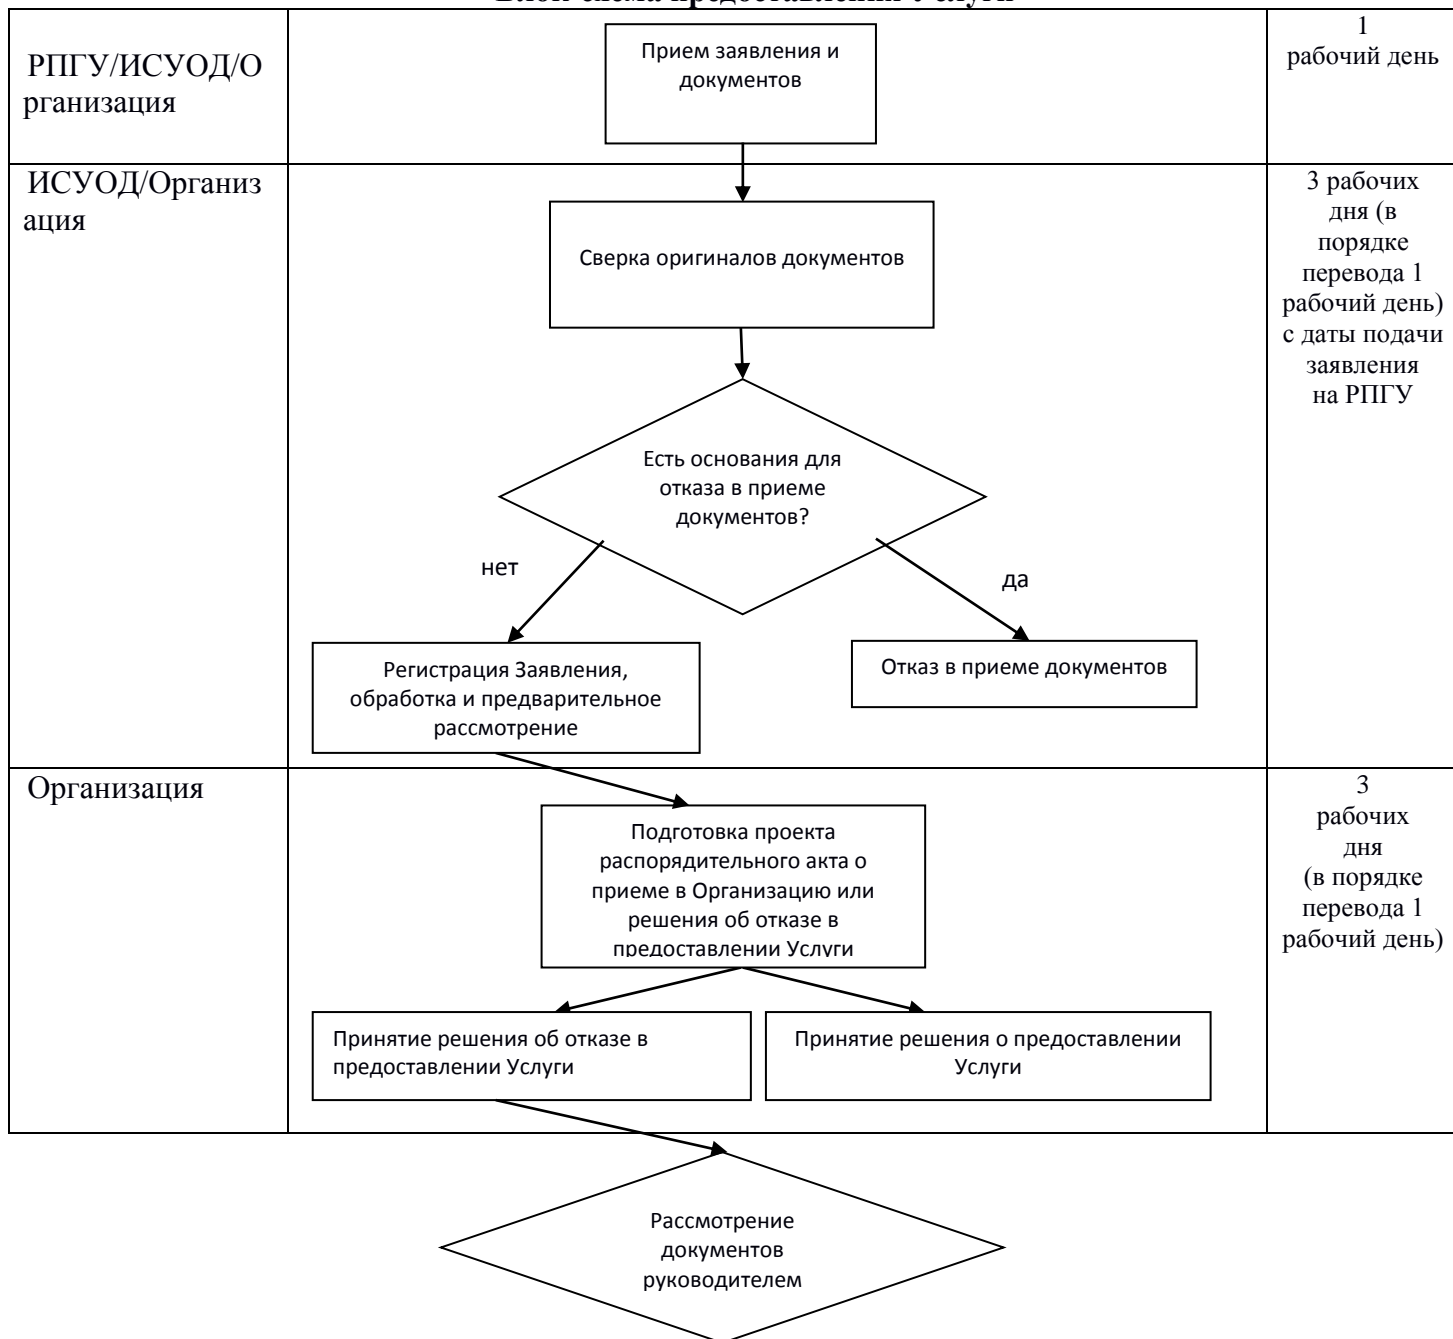 Блок-схема предоставления Услуги
РПГУ/ИСУОД/О
рганизация
Прием заявления и
документов
1
рабочий день
ИСУОД/Организ
ация
Сверка оригиналов документов
3 рабочих
дня (в
порядке
перевода 1
рабочий день)
с даты подачи
заявления
на РПГУ
Есть основания для
отказа в приеме
документов?
нет
да
Регистрация Заявления,
обработка и предварительное
рассмотрение
Отказ в приеме документов
Организация
Подготовка проекта
распорядительного акта о
приеме в Организацию или
решения об отказе в
предоставлении Услуги
3
рабочих
дня
(в порядке
перевода 1
рабочий день)
Принятие решения об отказе в
предоставлении Услуги
Принятие решения о предоставлении
Услуги
Рассмотрение
документов
руководителем